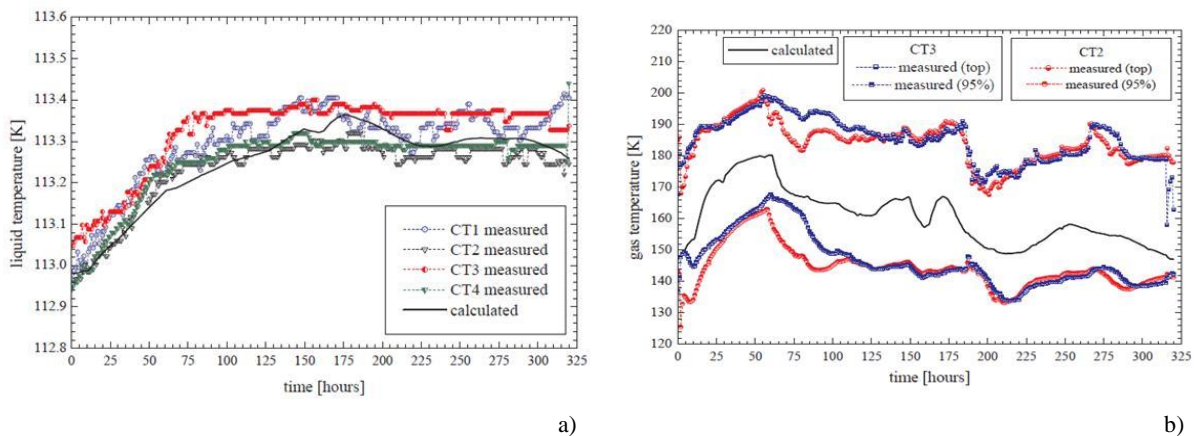 113.6
113.5
113.4
113.3
113.2
113.1
113.0
112.9
112.8
liquid temperature [K]
CT1 measured
CT2 measured
CT3 measured
CT4 measured
calculated
0 25 50 75 100 125 150 175 200 225 250 275 300 325
time [hours]
a)
calculated
CT3
measured (top)
measured (95%)
CT2
measured (top)
measured (95%)
220
210
200
190
180
170
160
150
140
130
120
gas temperature [K]
0 25 50 75 100 125 150 175 200 225 250 275 300 325
time [hours]
b)